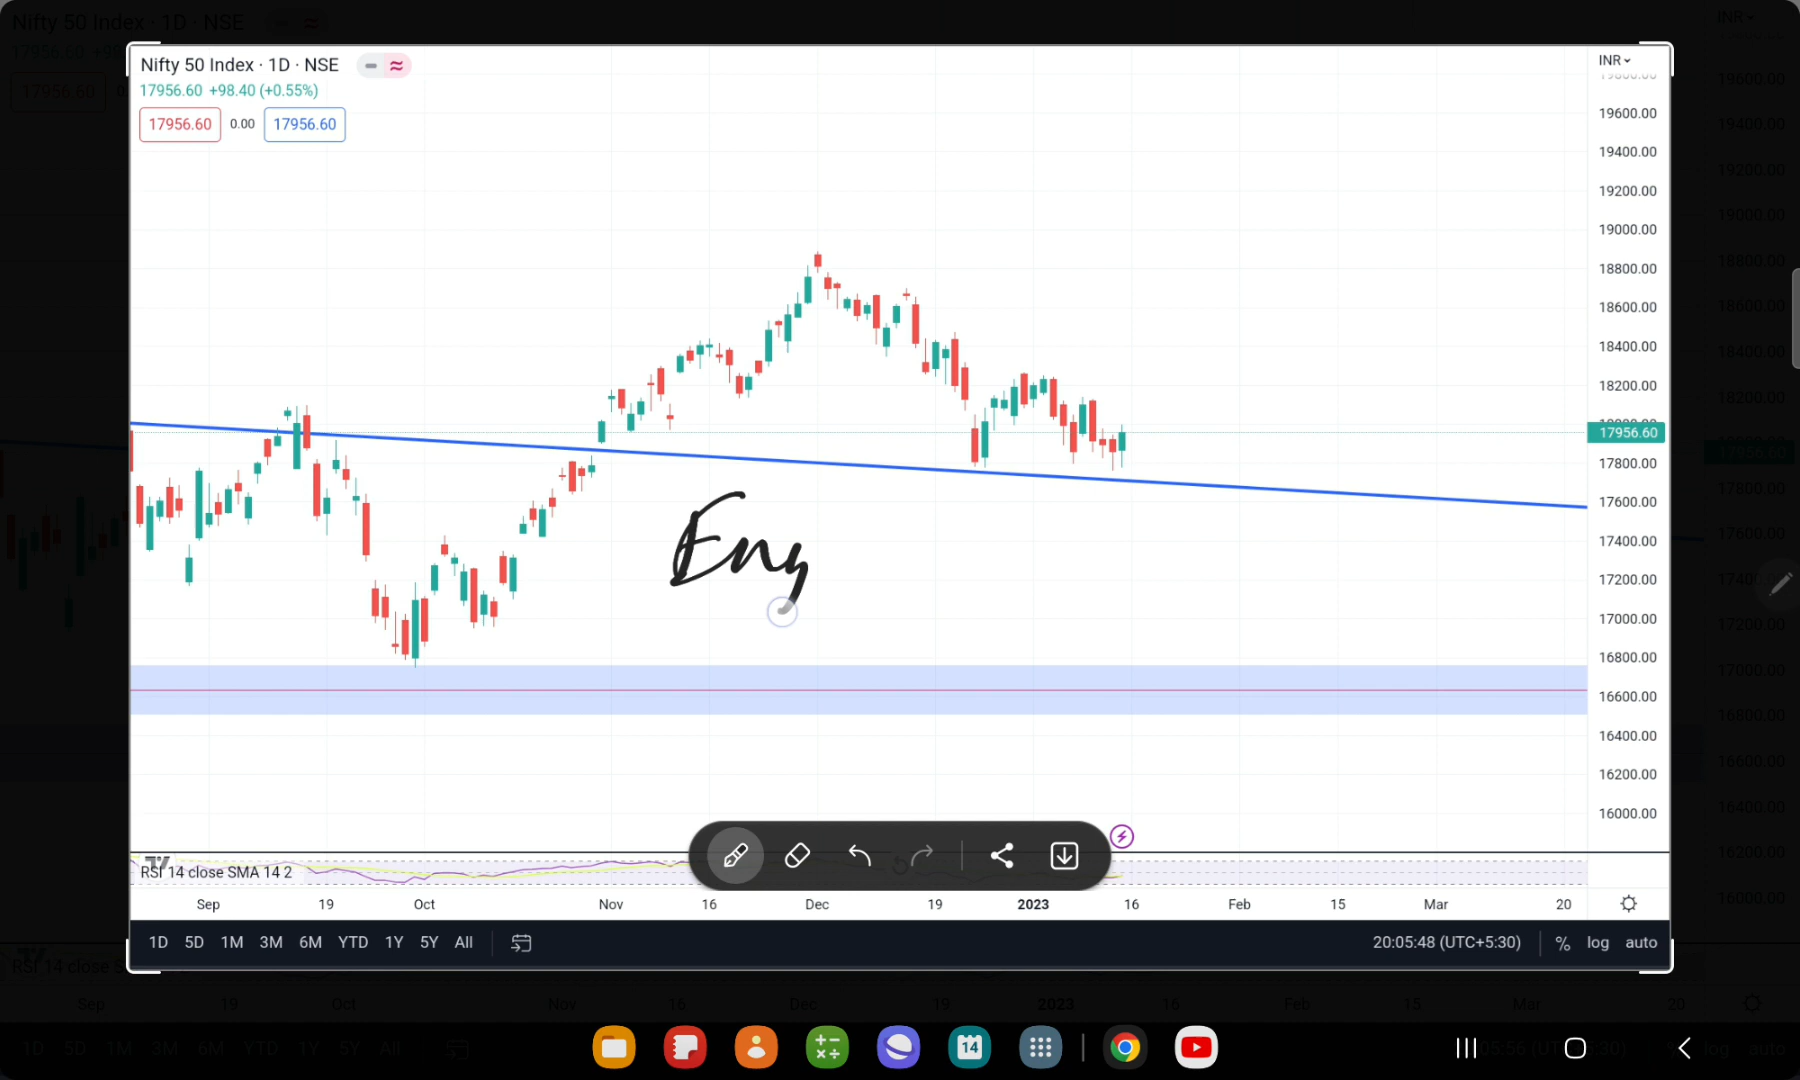 Nifty 50 Index · 1D · NSE
INR
17956.60 +98.40 (+0.55%)
17956.60 0.00 17956.60
19600.00
19400.00
19200.00
19000.00
18800.00
18600.00
18400.00
18200.00
17956.60
17800.00
17600.00
17400.00
17200.00
17000.00
16800.00
16600.00
16400.00
16200.00
16000.00
Eng
RSI 14 close SMA 14 2
Sep 19 Oct Nov 16 Dec 19 2023 16 Feb 15 Mar 20
1D 5D 1M 3M 6M YTD 1Y 5Y All 20:05:48 (UTC+5:30) % log auto
14